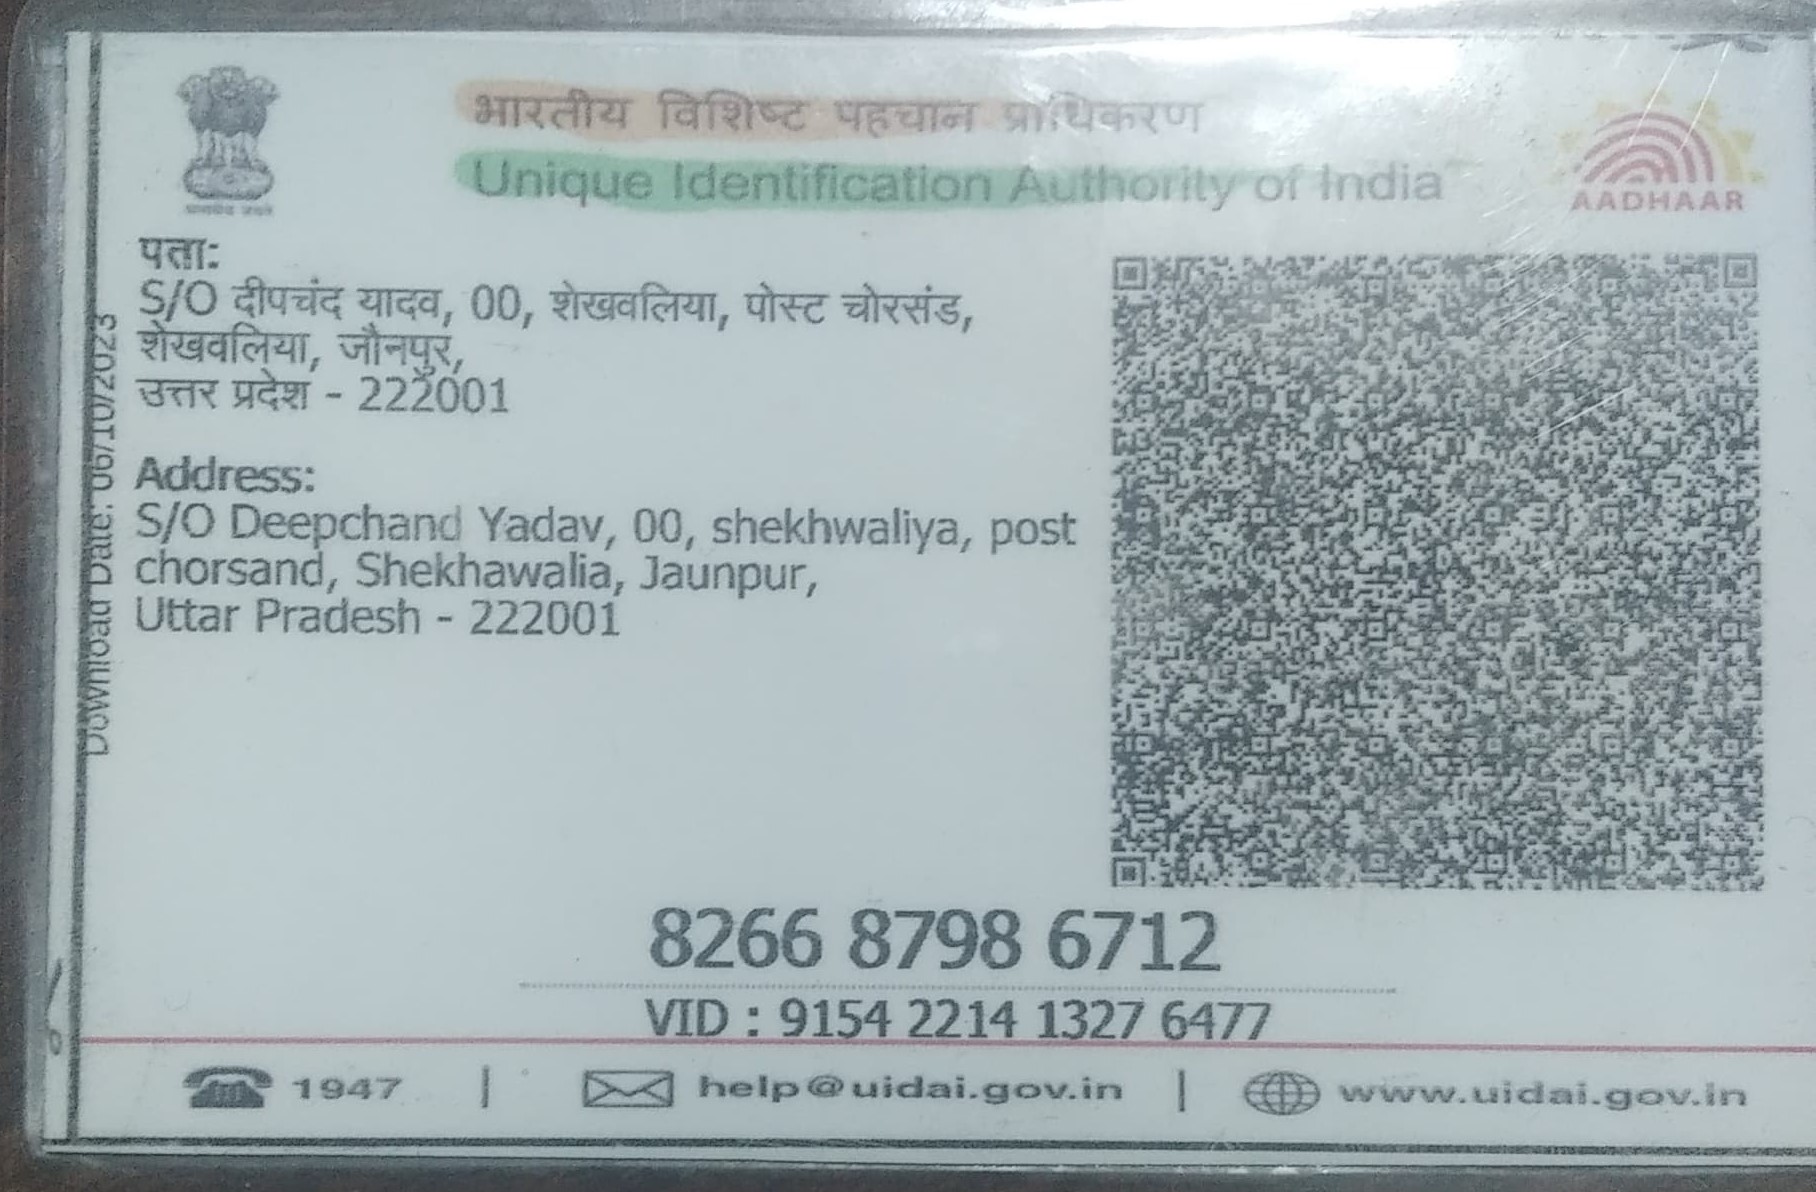 भारतीय विशिष्ट पहचान प्राधिकरण
Unique Identification Authority of India
AADHAAR
पता:
S/O दीपचंद यादव, 00, शेखवलिया, पोस्ट चोरसंड,
शेखवलिया, जौनपुर,
उत्तर प्रदेश - 222001
Address:
S/O Deepchand Yadav, 00, shekhwaliya, post
chorsand, Shekhawalia, Jaunpur,
Uttar Pradesh - 222001
Download Date: 06/10/2023
8266 8798 6712
VID : 9154 2214 1327 6477
1947 | help@uidai.gov.in | www.uidai.gov.in